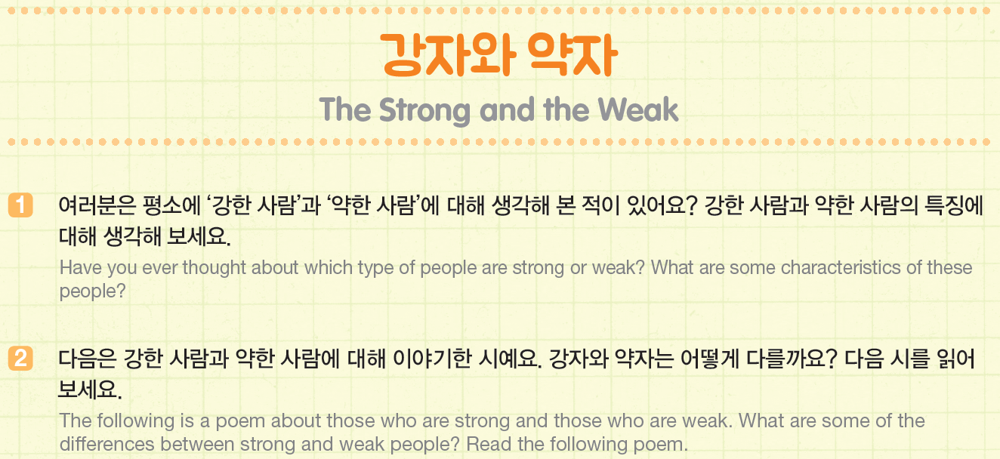 강자와 약자
The Strong and the Weak
1 여러분은 평소에 ‘강한 사람’과 ‘약한 사람’에 대해 생각해 본 적이 있어요? 강한 사람과 약한 사람의 특징에
대해 생각해 보세요.
Have you ever thought about which type of people are strong or weak? What are some characteristics of these
people?
2 다음은 강한 사람과 약한 사람에 대해 이야기한 시예요. 강자와 약자는 어떻게 다를까요? 다음 시를 읽어
보세요.
The following is a poem about those who are strong and those who are weak. What are some of the
differences between strong and weak people? Read the following poem.